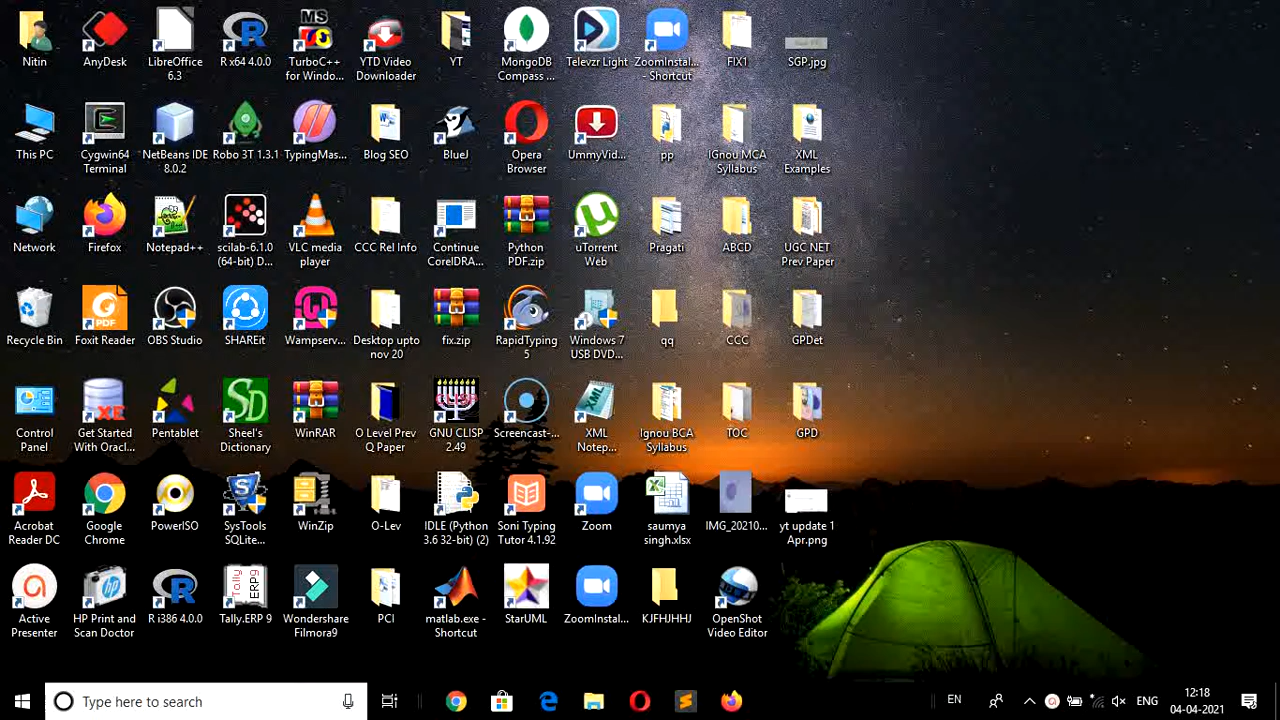 Nitin
AnyDesk
LibreOffice
6.3
R x64 4.0.0
MS
TurboC++
for Windo...
YTD Video
Downloader
YT
MongoDB
Compass ...
Televzr Light
ZoomInstal...
- Shortcut
FIX1
SGP.jpg
This PC
Cygwin64
Terminal
NetBeans IDE
8.0.2
Robo 3T 1.3.1
TypingMas...
Blog SEO
BlueJ
Opera
Browser
UmmyVid...
pp
IGnou MCA
Syllabus
XML
Examples
Network
Firefox
Notepad++
scilab-6.1.0
(64-bit) D...
VLC media
player
CCC Rel Info
Continue
CorelDRA...
Python
PDF.zip
uTorrent
Web
Pragati
ABCD
UGC NET
Prev Paper
Recycle Bin
PDF
Foxit Reader
OBS Studio
SHAREit
Wampserv...
Desktop upto
nov 20
fix.zip
RapidTyping
5
Windows 7
USB DVD...
qq
CCC
GPDet
Control
Panel
XE
Get Started
With Oracl...
Pentablet
SD
Sheel's
Dictionary
WinRAR
O Level Prev
Q Paper
GNU CLISP
2.49
Screencast-...
XML
XML
Notep...
Ignou BCA
Syllabus
TOC
GPD
Acrobat
Reader DC
Google
Chrome
PowerISO
SysTools
SQLite...
WinZip
O-Lev
IDLE (Python
3.6 32-bit) (2)
Soni Typing
Tutor 4.1.92
Zoom
saumya
singh.xlsx
IMG_20210...
yt update 1
Apr.png
Active
Presenter
HP Print and
Scan Doctor
R i386 4.0.0
Tally
ERP9
Tally.ERP 9
Wondershare
Filmora9
PCI
matlab.exe -
Shortcut
StarUML
ZoomInstal...
KJFHJHHJ
OpenShot
Video Editor
Type here to search
EN
ENG
04-04-2021